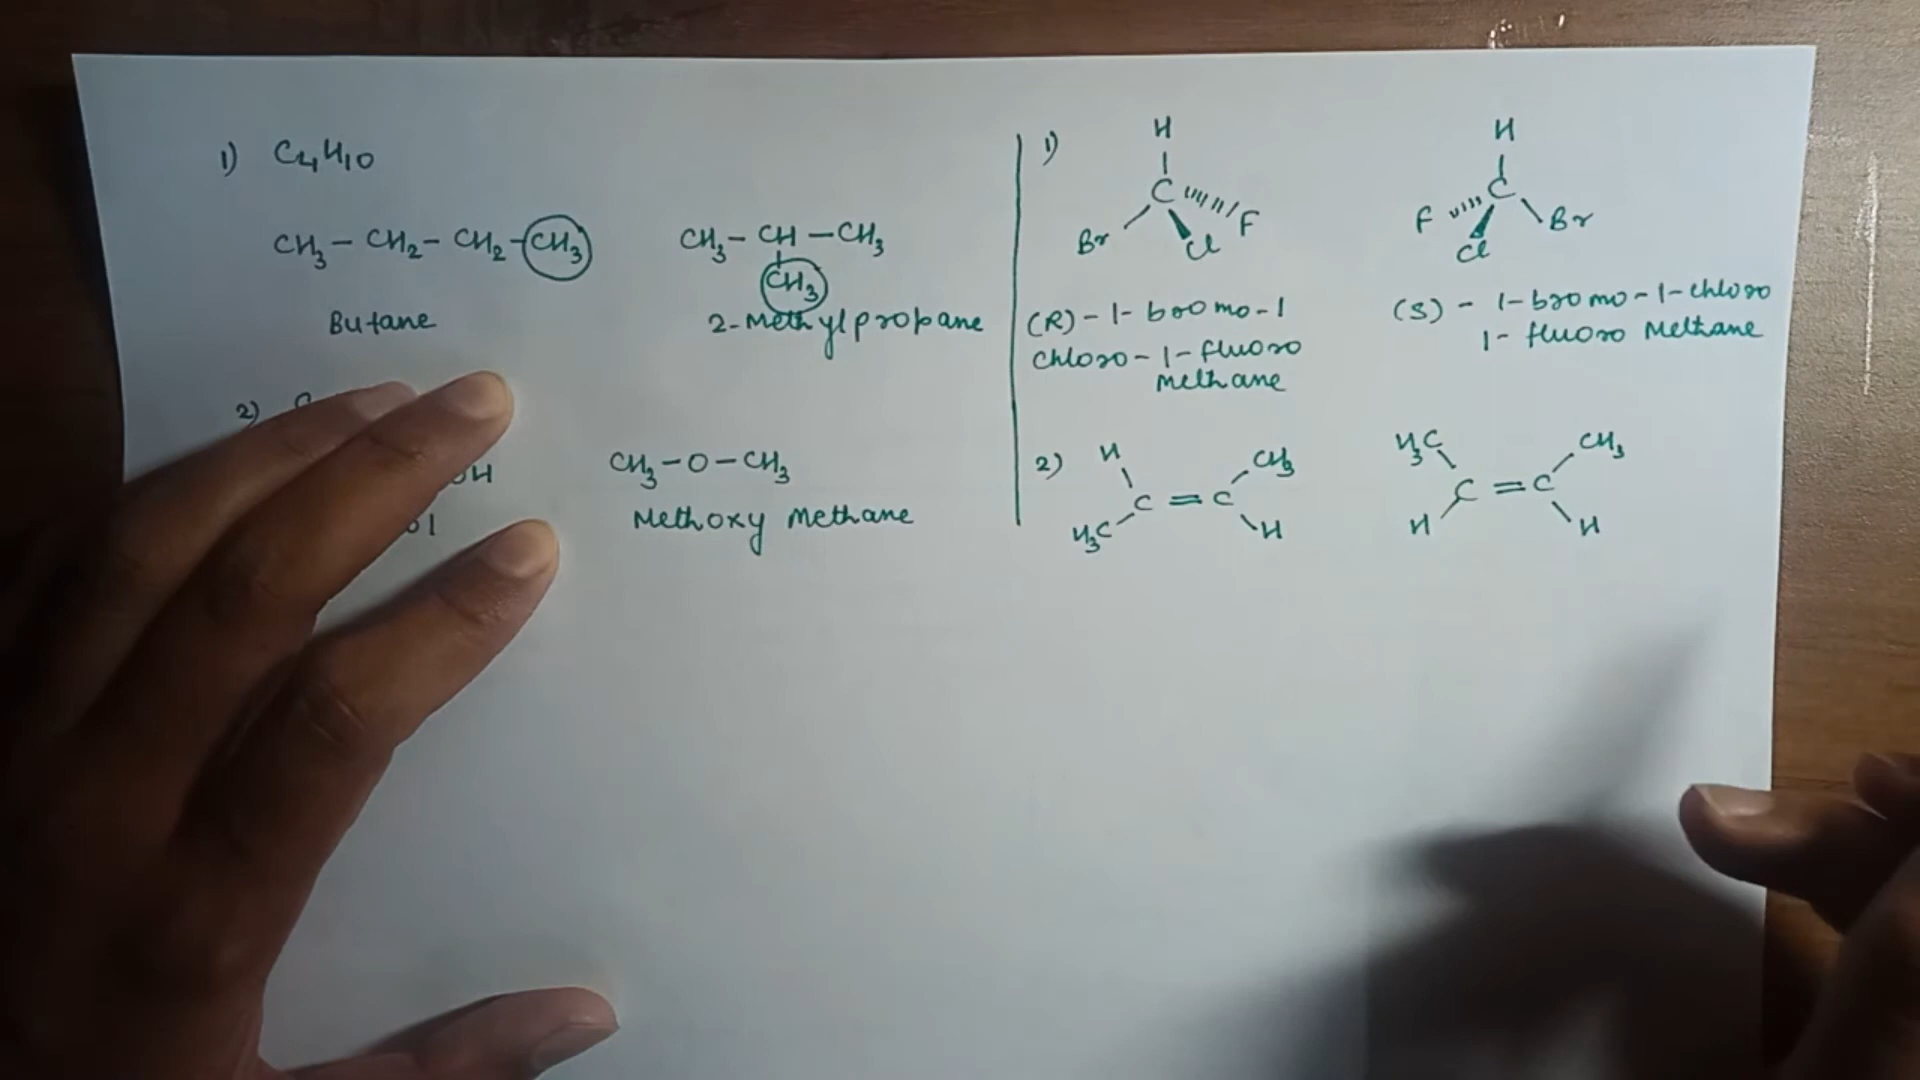 1) C4H10
CH3 – CH2 – CH2 – CH3
CH3 – CH – CH3
CH3
Butane
2-Methylpropane
2)
OH
CH3 – O – CH3
Methoxy Methane
1)
H
C
Br
Cl
F
(R) - 1 - bromo - 1
chloro - 1 - fluoro
Methane
H
C
F
Cl
Br
(S) - 1 - bromo - 1 - chloro
1 - fluoro Methane
2)
H
CH3
C = C
H3C
H
H3C
CH3
C = C
H
H